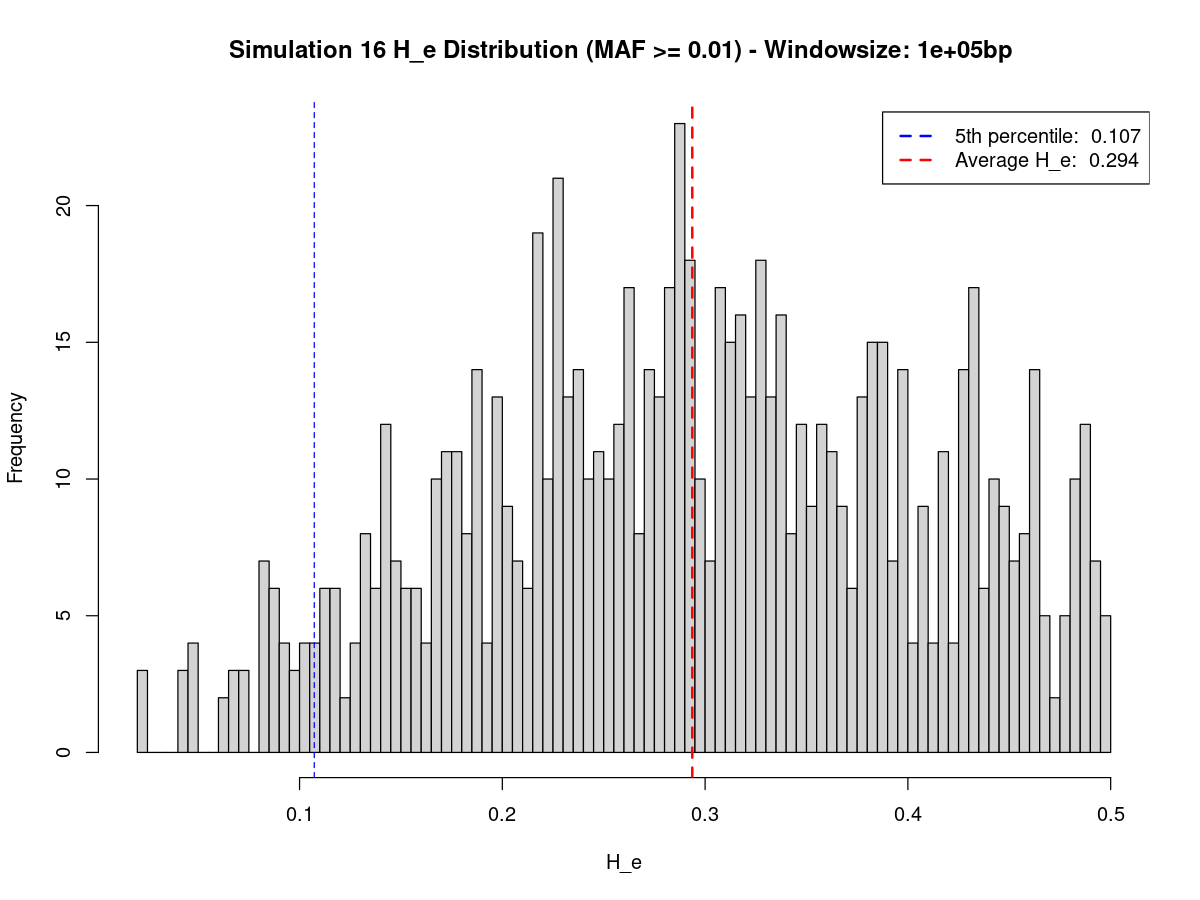 Simulation 16 H_e Distribution (MAF >= 0.01) - Windowsize: 1e+05bp
5th percentile: 0.107
Average H_e: 0.294
Frequency
20
15
10
5
0
0.1 0.2 0.3 0.4 0.5
H_e